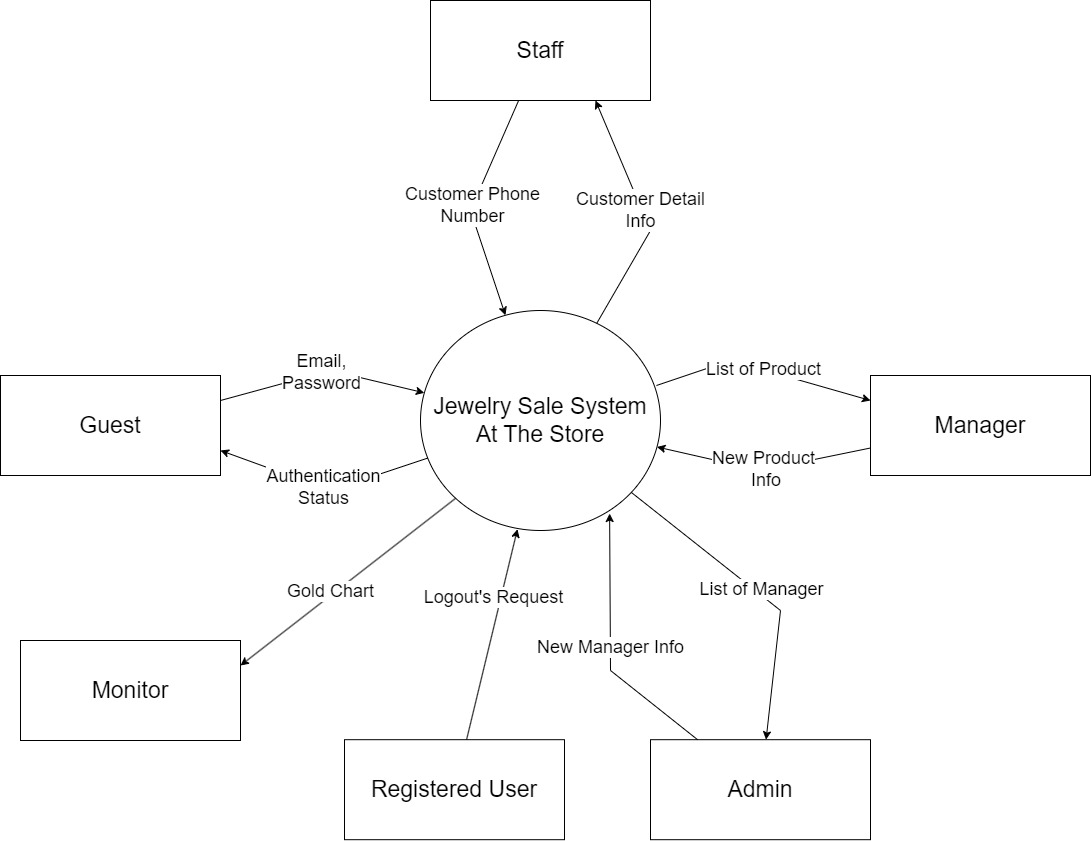 Staff
Customer Phone
Number
Customer Detail
Info
Email,
Password
List of Product
Jewelry Sale System
At The Store
Guest
Manager
New Product
Info
Authentication
Status
Gold Chart
Logout's Request
List of Manager
New Manager Info
Monitor
Registered User
Admin